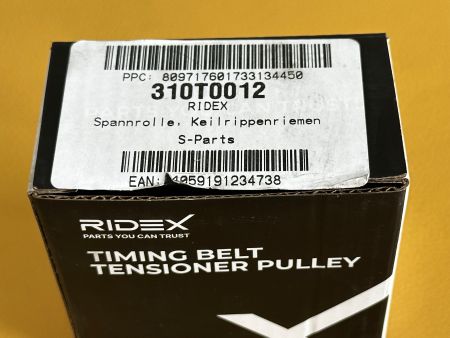 PPC: 809717601733134450
310T0012
RIDEX
Spannrolle, Keilrippenriemen
S-Parts
EAN: 4059191234738
RIDEX
PARTS YOU CAN TRUST
TIMING BELT
TENSIONER PULLEY